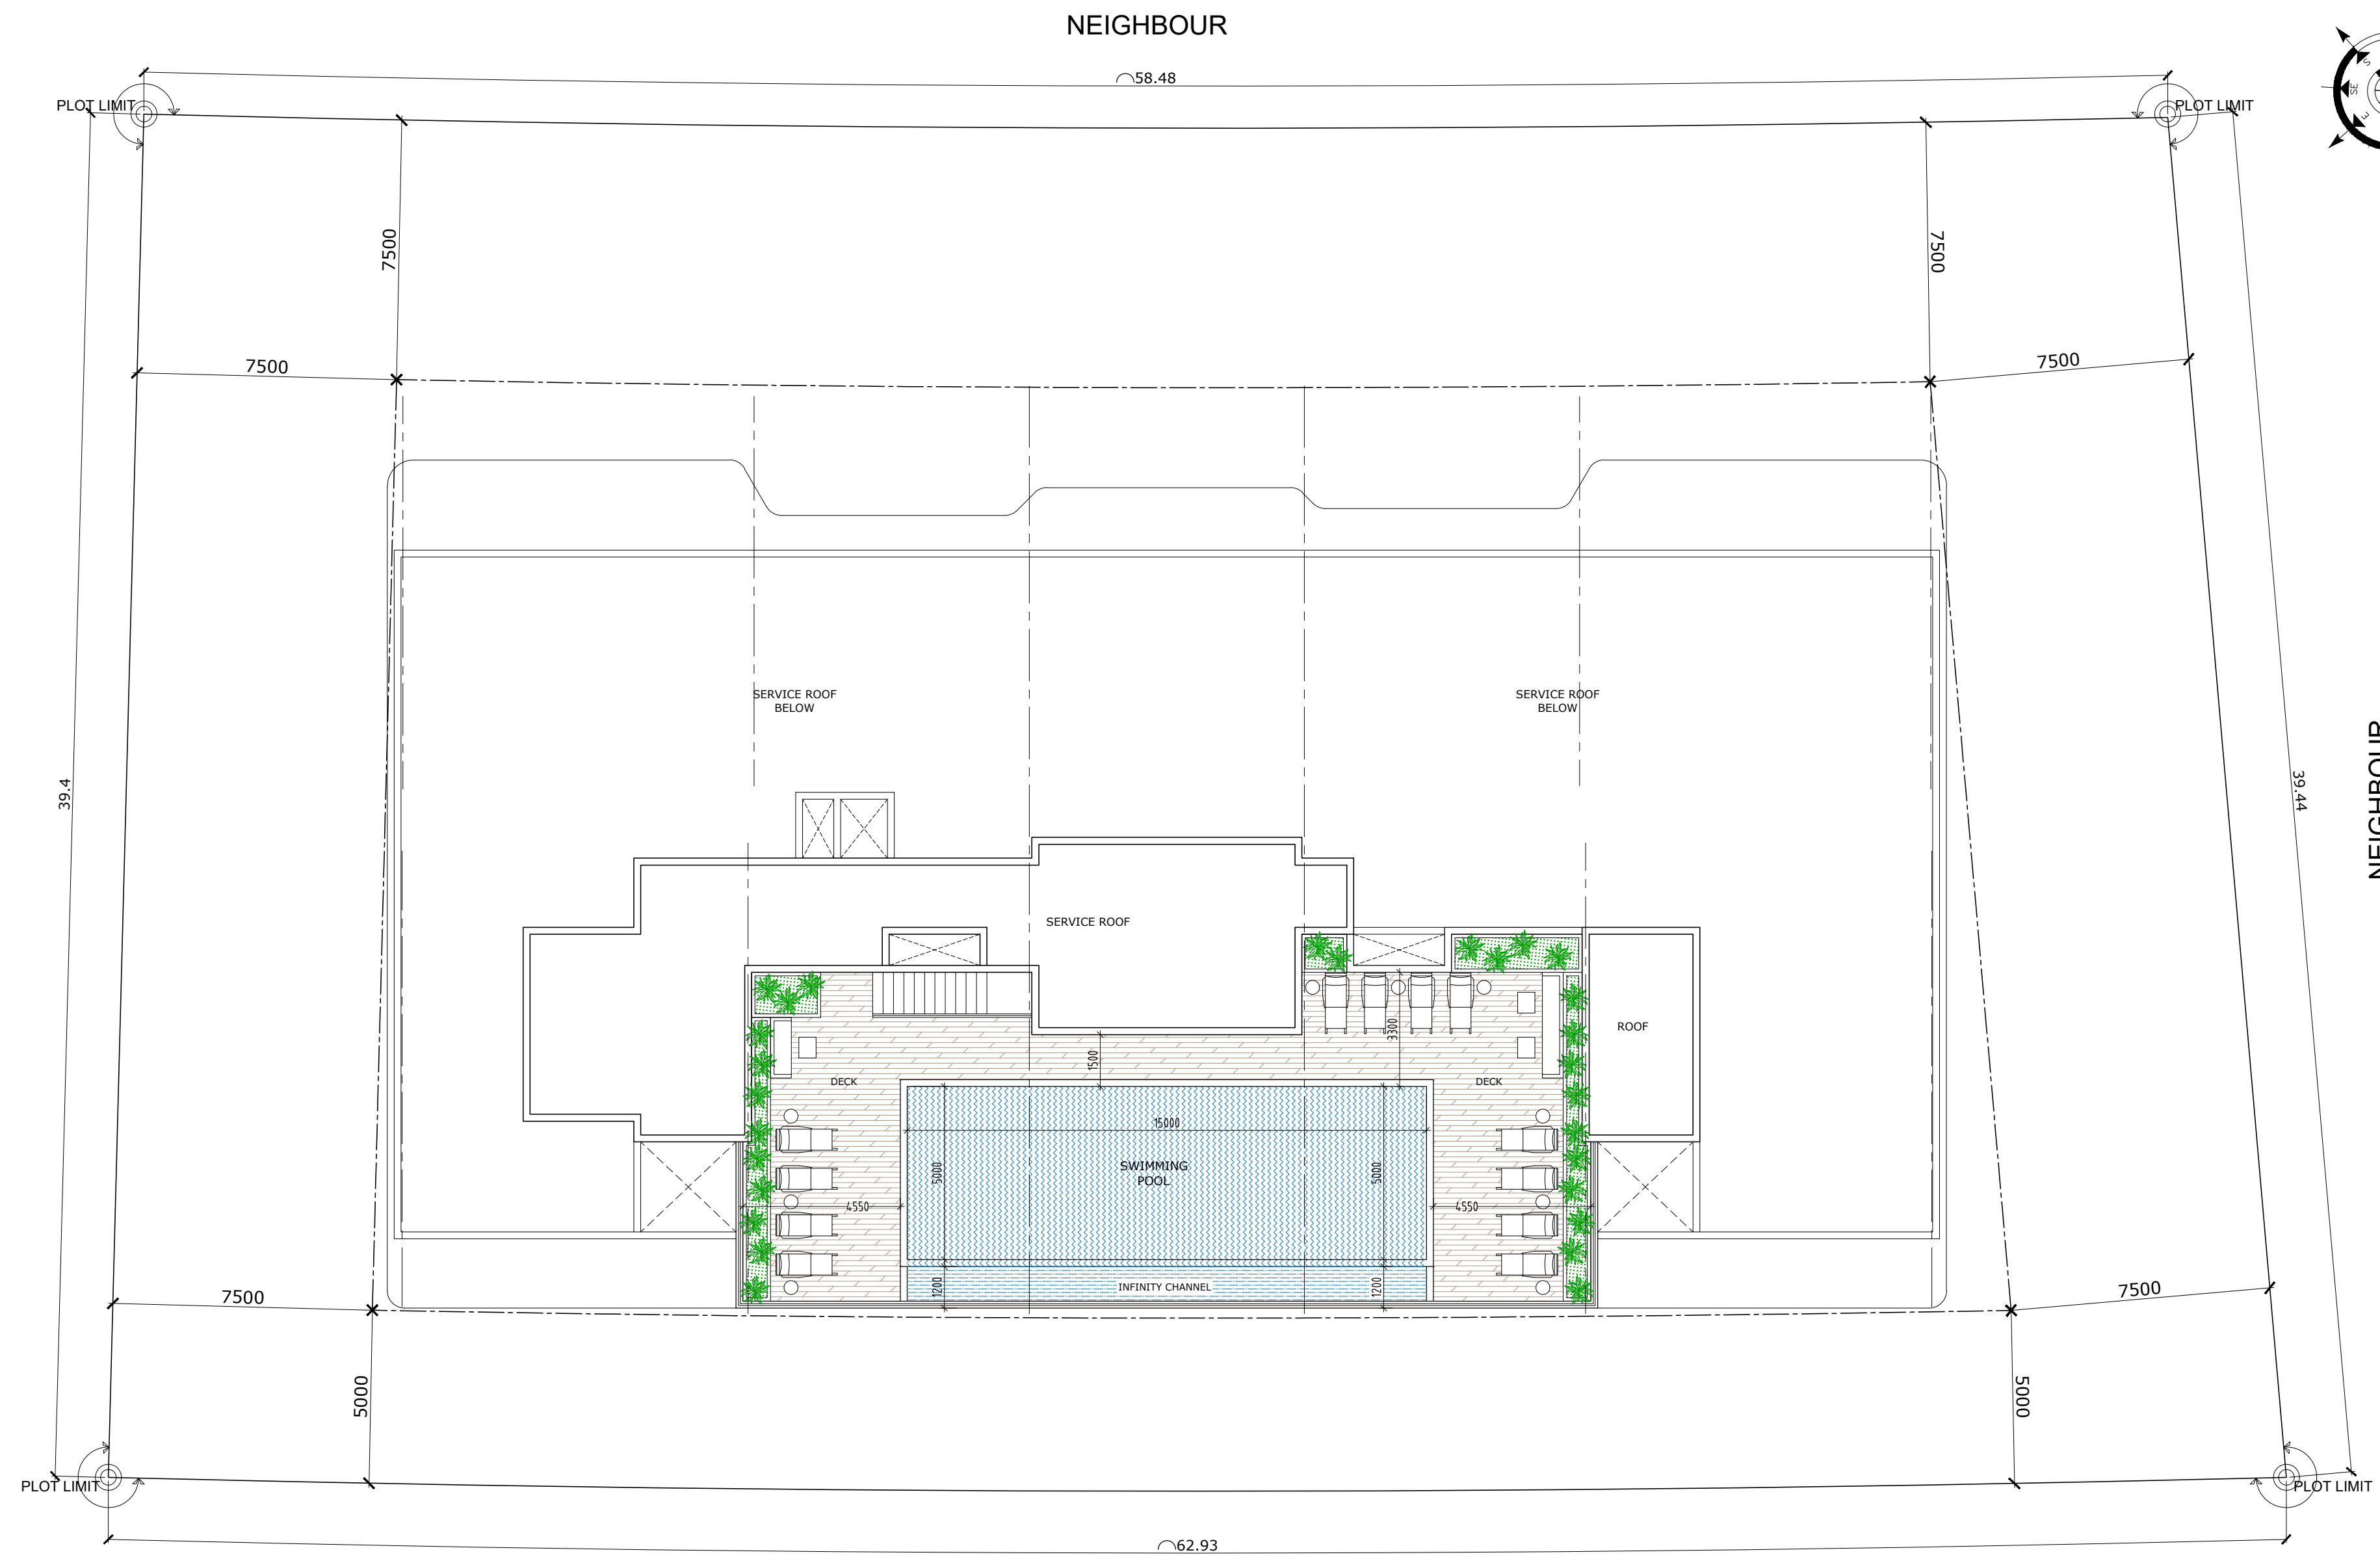 NEIGHBOUR
58.48
PLOT LIMIT
PLOT LIMIT
S
SE
E
7500
7500
7500
7500
SERVICE ROOF
BELOW
SERVICE ROOF
BELOW
39.4
39.44
NEIGHBOUR
SERVICE ROOF
ROOF
3300
1500
DECK
DECK
15000
5000
5000
SWIMMING
POOL
4550
4550
1200
1200
INFINITY CHANNEL
7500
7500
5000
5000
PLOT LIMIT
PLOT LIMIT
62.93